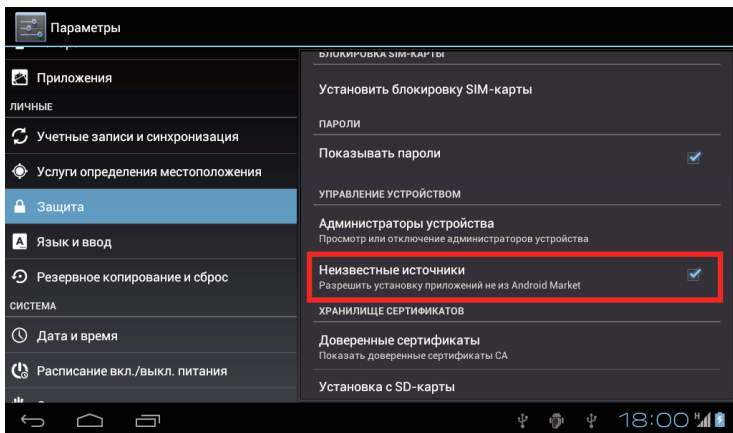 Параметры
Приложения
ЛИЧНЫЕ
Учетные записи и синхронизация
Услуги определения местоположения
Защита
Язык и ввод
Резервное копирование и сброс
СИСТЕМА
Дата и время
Расписание вкл./выкл. питания
БЛОКИРОВКА SIM-КАРТЫ
Установить блокировку SIM-карты
ПАРОЛИ
Показывать пароли
УПРАВЛЕНИЕ УСТРОЙСТВОМ
Администраторы устройства
Просмотр или отключение администраторов устройства
Неизвестные источники
Разрешить установку приложений не из Android Market
ХРАНИЛИЩЕ СЕРТИФИКАТОВ
Доверенные сертификаты
Показать доверенные сертификаты CA
Установка с SD-карты
18:00 H